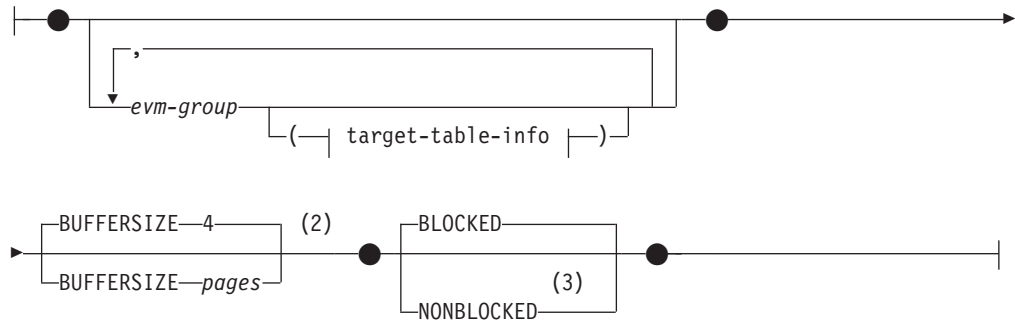 ,
evm-group
( target-table-info )
BUFFERSIZE 4 (2) BLOCKED
BUFFERSIZE pages (3)
NONBLOCKED